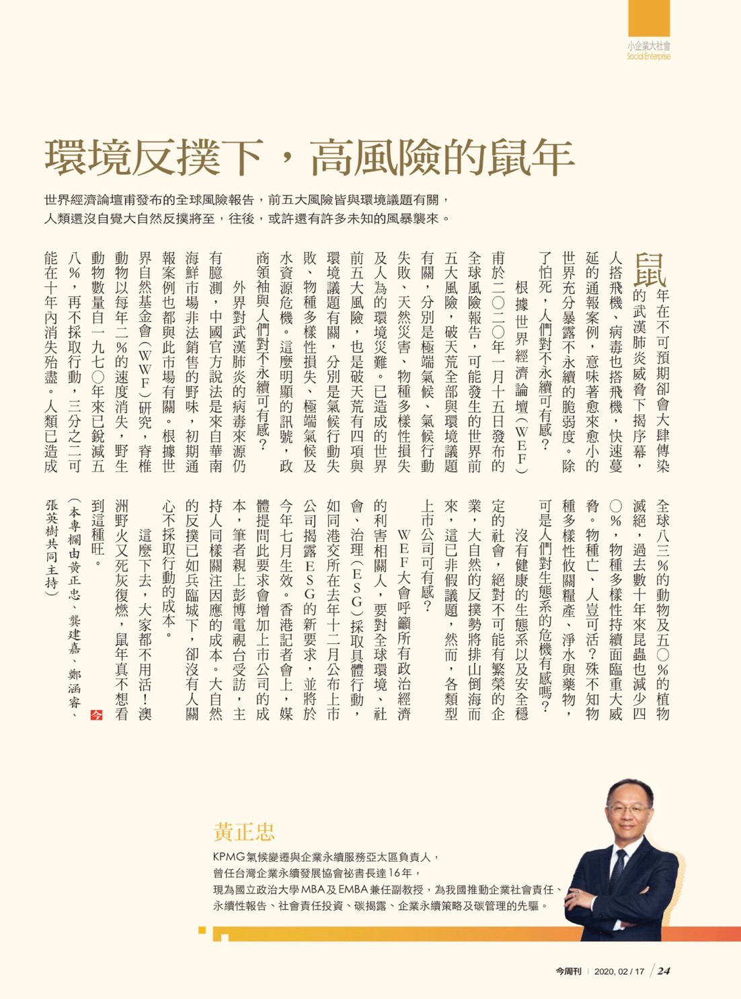 小企業大社會
Social Enterprise
環境反撲下，高風險的鼠年
世界經濟論壇甫發布的全球風險報告，前五大風險皆與環境議題有關，
人類還沒自覺大自然反撲將至，往後，或許還有許多未知的風暴襲來。
鼠年在不可預期卻會大肆傳染
的武漢肺炎威脅下揭序幕，
人搭飛機、病毒也搭飛機，快速蔓
延的通報案例，意味著愈來愈小的
世界充分暴露不永續的脆弱度。除
了怕死，人們對不永續可有感？
根據世界經濟論壇（WEF）
甫於二〇二〇年一月十五日發布的
全球風險報告，可能發生的世界前
五大風險，破天荒全部與環境議題
有關，分別是極端氣候、氣候行動
失敗、天然災害、物種多樣性損失
及人為的環境災難。已造成的世界
前五大風險，也是破天荒有四項與
環境議題有關，分別是氣候行動失
敗、物種多樣性損失、極端氣候及
水資源危機。這麼明顯的訊號，政
商領袖與人們對不永續可有感？
外界對武漢肺炎的病毒來源仍
有臆測，中國官方說法是來自華南
海鮮市場非法銷售的野味，初期通
報案例也都與此市場有關。根據世
界自然基金會（WWF）研究，脊椎
動物以每年二%的速度消失，野生
動物數量自一九七〇年來已銳減五
八%，再不採取行動，三分之二可
能在十年內消失殆盡。人類已造成
全球八三%的動物及五〇%的植物
滅絕，過去數十年來昆蟲也減少四
〇%，物種多樣性持續面臨重大威
脅。物種亡、人豈可活？殊不知物
種多樣性攸關糧產、淨水與藥物，
可是人們對生態系的危機有感嗎？
沒有健康的生態系以及安全穩
定的社會，絕對不可能有繁榮的企
業，大自然的反撲勢將排山倒海而
來，這已非假議題，然而，各類型
上市公司可有感？
WEF大會呼籲所有政治經濟
的利害相關人，要對全球環境、社
會、治理（ESG）採取具體行動，
如同港交所在去年十二月公布上市
公司揭露ESG的新要求，並將於
今年七月生效。香港記者會上，媒
體提問此要求會增加上市公司的成
本，筆者親上彭博電視台受訪，主
持人同樣關注因應的成本。大自然
的反撲已如兵臨城下，卻沒有人關
心不採取行動的成本。
這麼下去，大家都不用活！澳
洲野火又死灰復燃，鼠年真不想看
到這種旺。 今
（本專欄由黃正忠、龔建嘉、鄭涵睿、
張英樹共同主持）
黃正忠
KPMG氣候變遷與企業永續服務亞太區負責人，
曾任台灣企業永續發展協會祕書長達16年，
現為國立政治大學MBA及EMBA兼任副教授，為我國推動企業社會責任、
永續性報告、社會責任投資、碳揭露、企業永續策略及碳管理的先驅。
今周刊 | 2020, 02 / 17 / 24